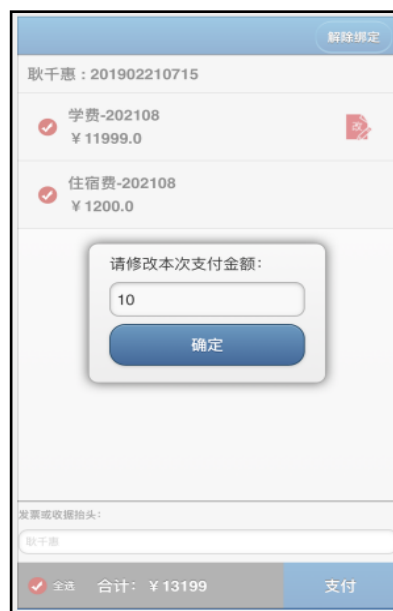 解除绑定
耿千惠：201902210715
学费-202108
￥11999.0
改
住宿费-202108
￥1200.0
请修改本次支付金额：
10
确定
发票或收据抬头：
耿千惠
全选 合计：￥13199 支付